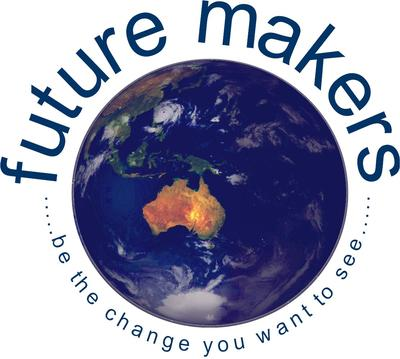 future makers
.....be the change you want to see.....